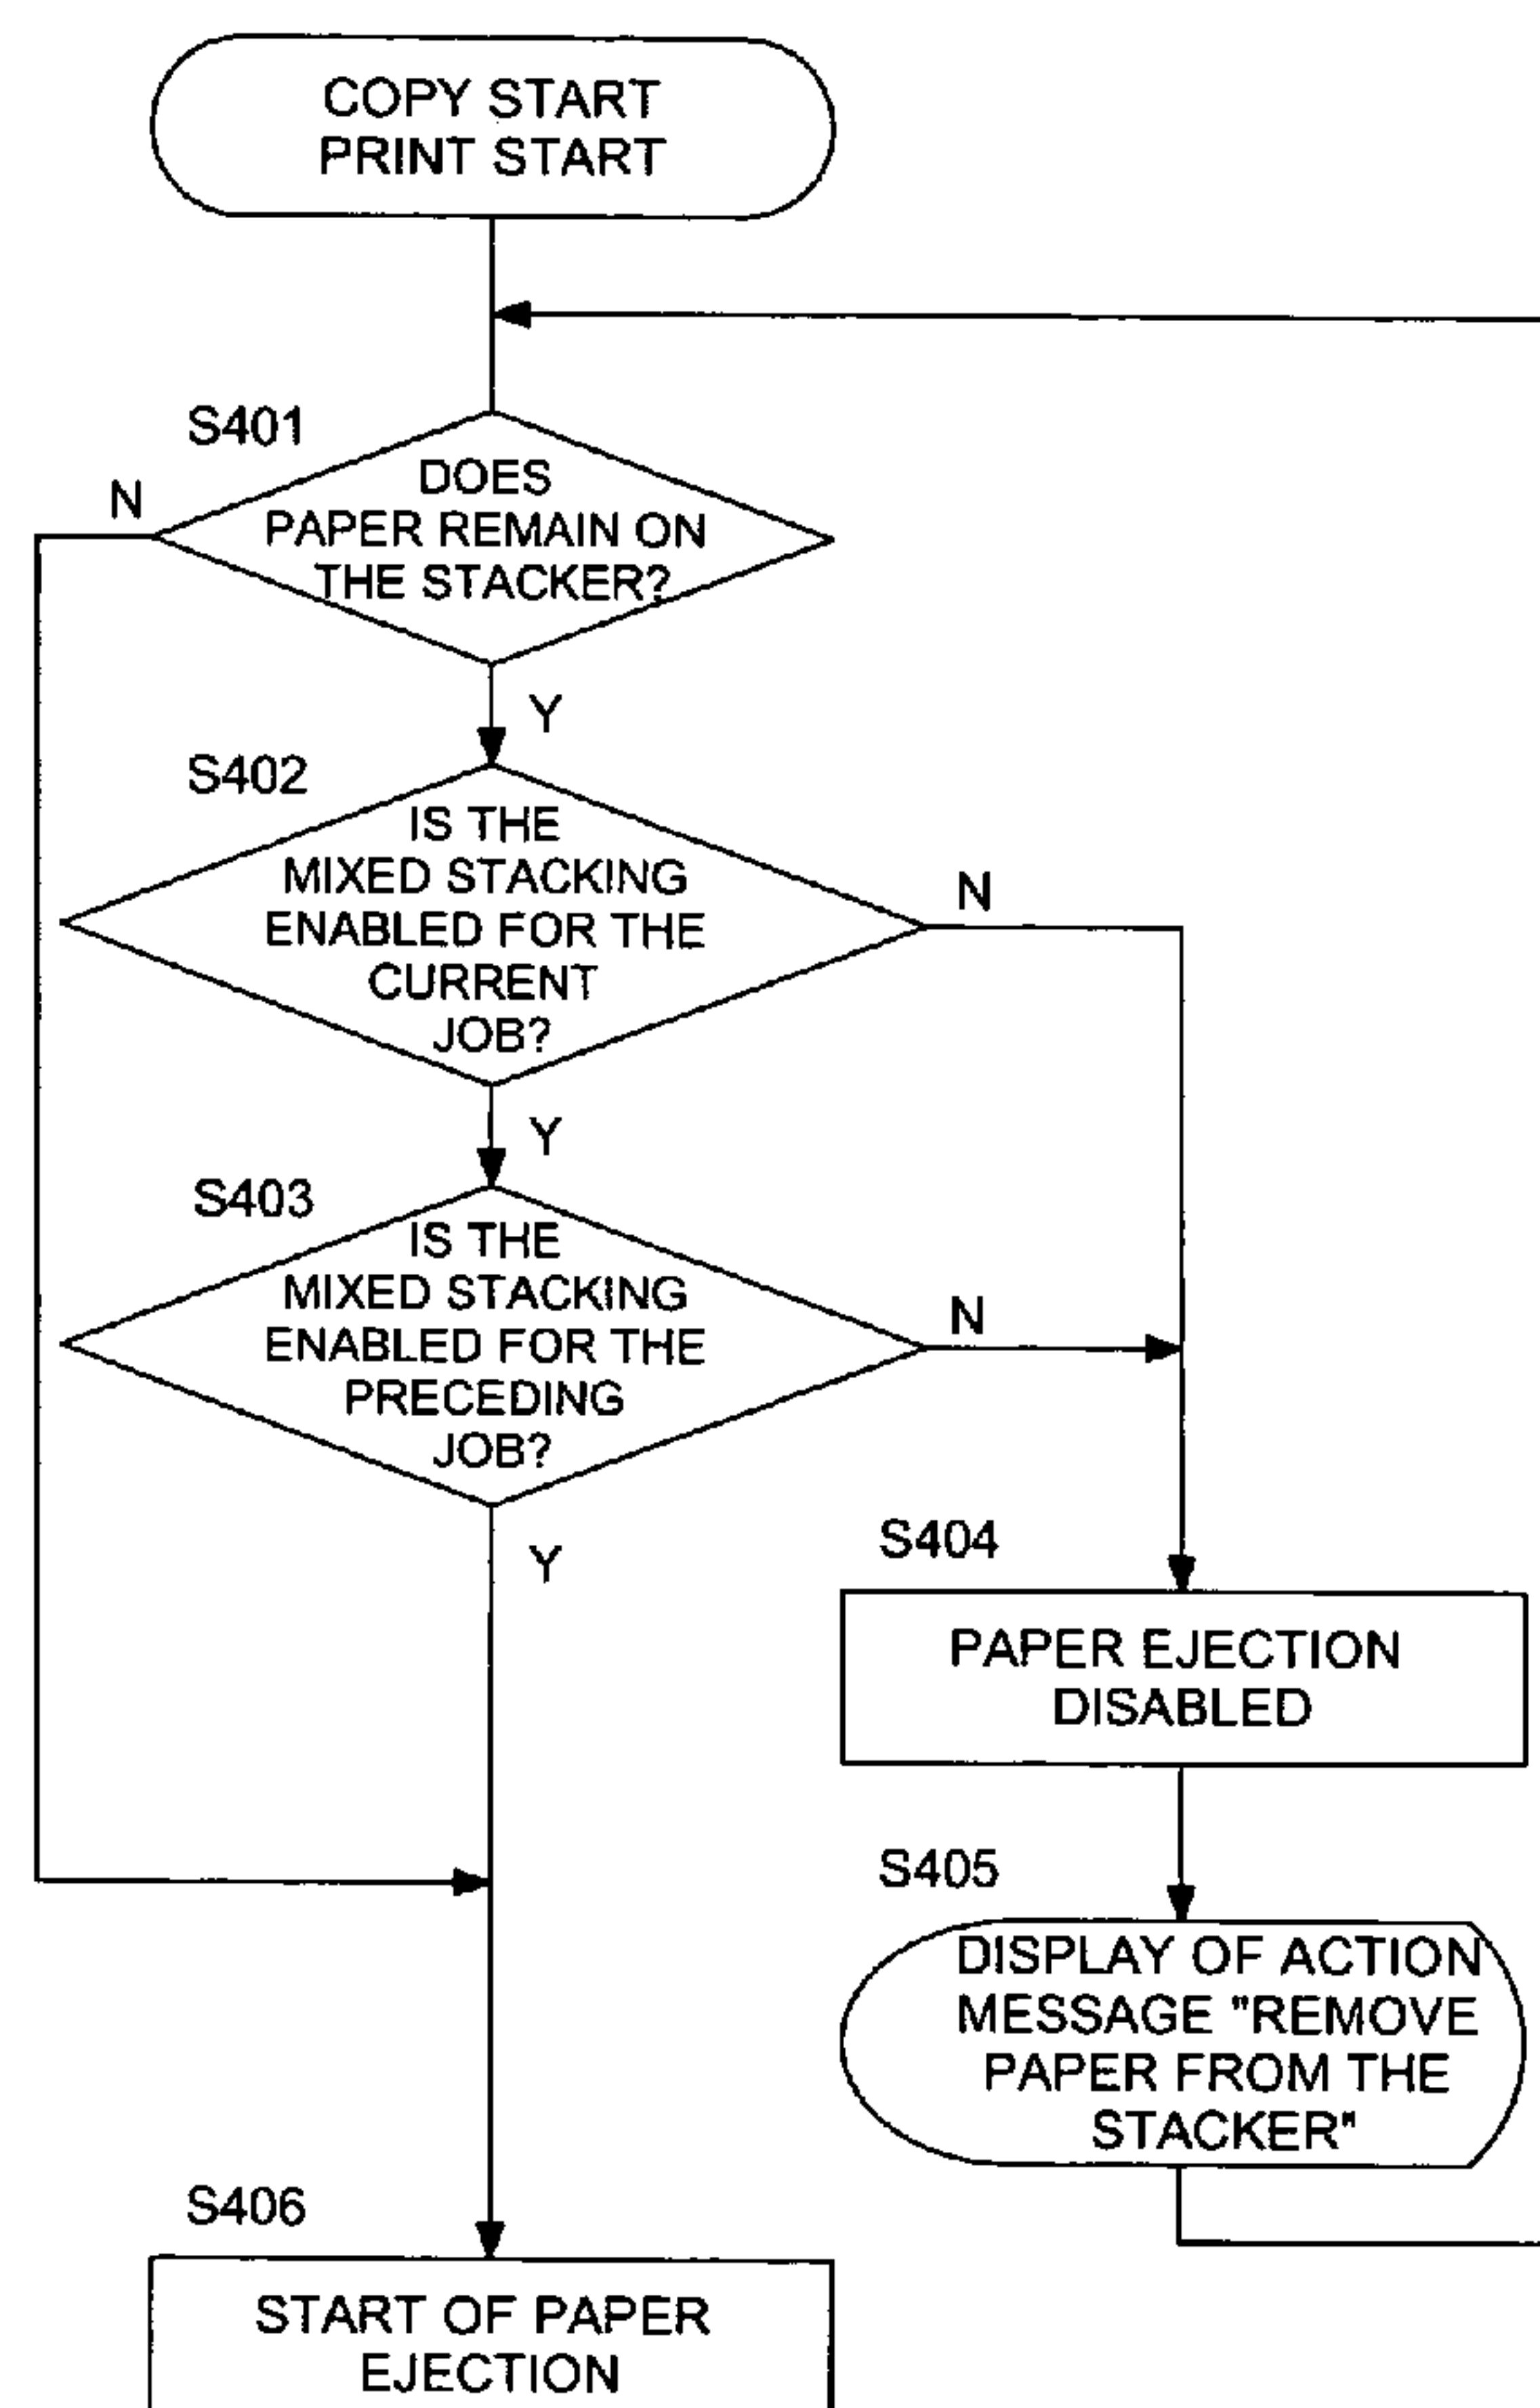 COPY START
PRINT START
S401
N
DOES
PAPER REMAIN ON
THE STACKER?
Y
S402
IS THE
MIXED STACKING
ENABLED FOR THE
CURRENT
JOB?
N
Y
S403
IS THE
MIXED STACKING
ENABLED FOR THE
PRECEDING
JOB?
N
Y
S404
PAPER EJECTION
DISABLED
S405
DISPLAY OF ACTION
MESSAGE "REMOVE
PAPER FROM THE
STACKER"
S406
START OF PAPER
EJECTION